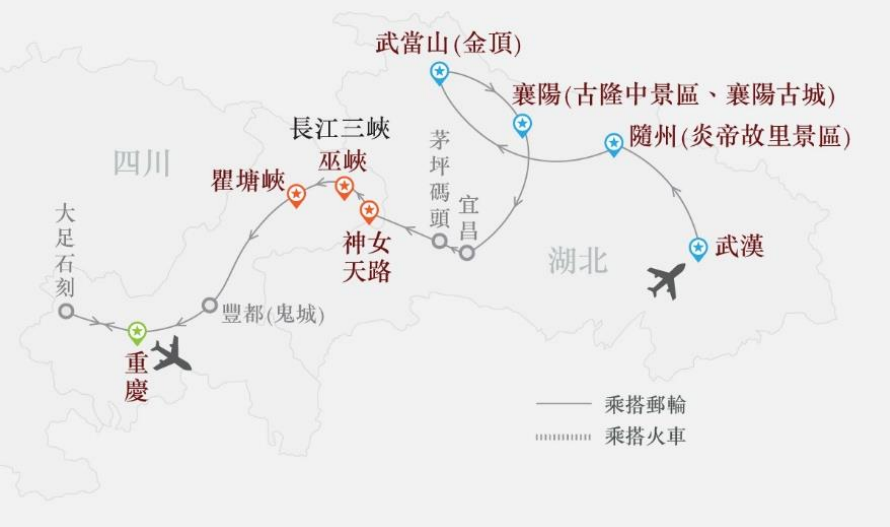 武當山(金頂)
襄陽(古隆中景區、襄陽古城)
隨州(炎帝故里景區)
長江三峽
巫峽
瞿塘峽
四川
茅坪碼頭
宜昌
大足石刻
神女
天路
湖北
武漢
豐都(鬼城)
重慶
乘搭郵輪
乘搭火車